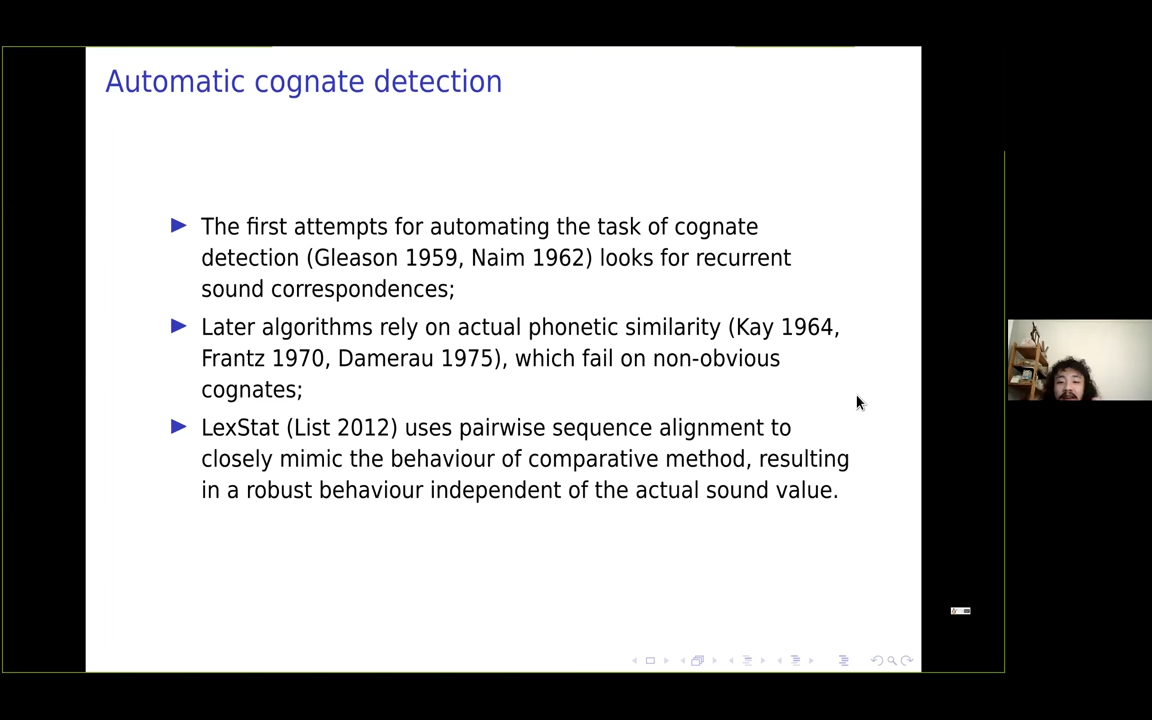 Automatic cognate detection
The first attempts for automating the task of cognate
detection (Gleason 1959, Naim 1962) looks for recurrent
sound correspondences;
Later algorithms rely on actual phonetic similarity (Kay 1964,
Frantz 1970, Damerau 1975), which fail on non-obvious
cognates;
LexStat (List 2012) uses pairwise sequence alignment to
closely mimic the behaviour of comparative method, resulting
in a robust behaviour independent of the actual sound value.